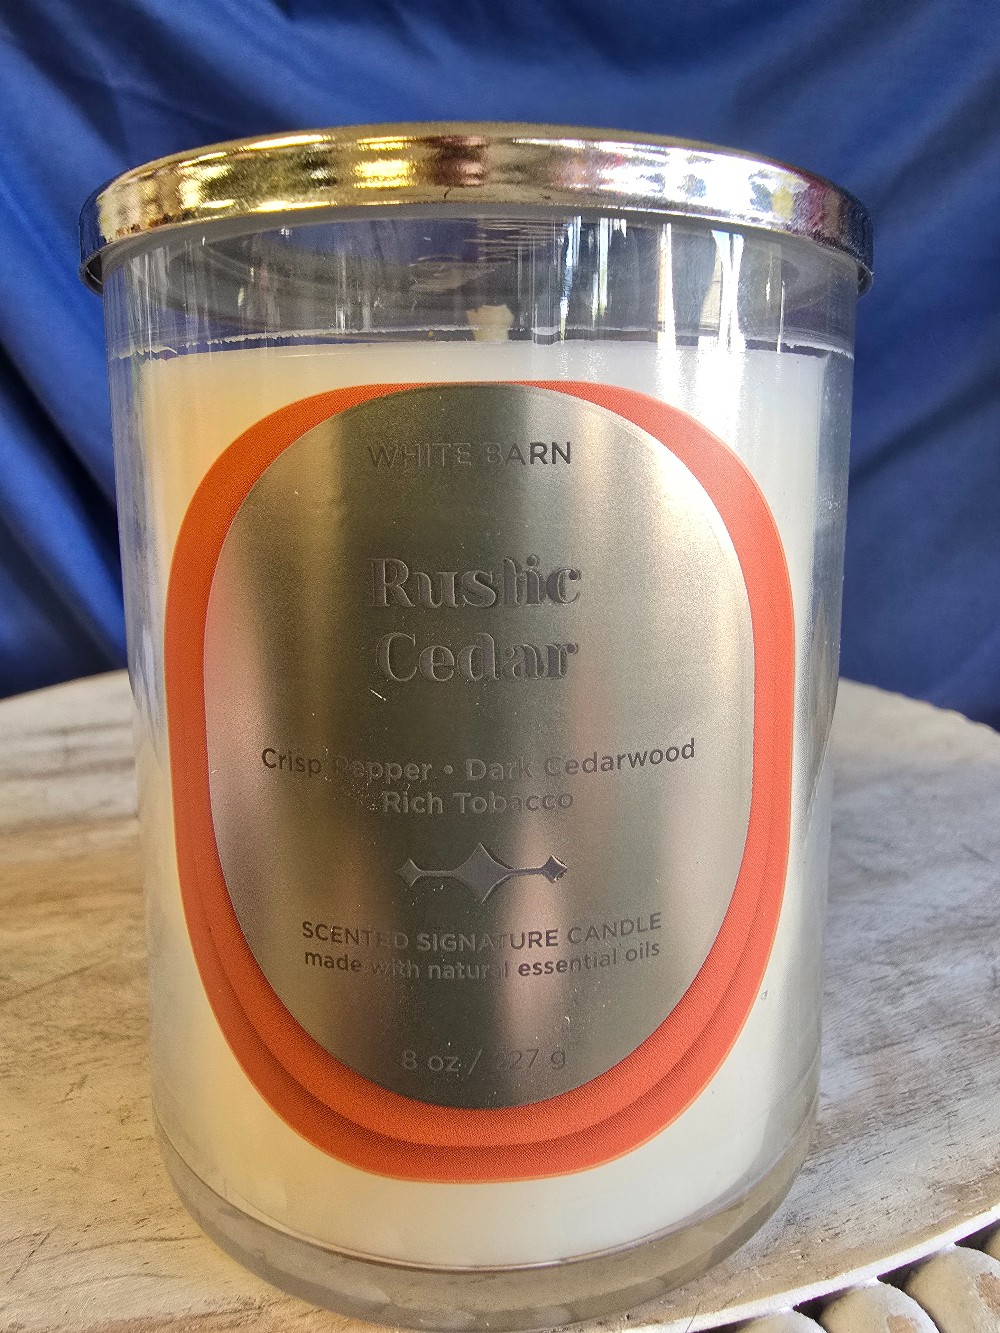 WHITE BARN
Rustic
Cedar
Crisp Pepper • Dark Cedarwood
Rich Tobacco
SCENTED SIGNATURE CANDLE
made with natural essential oils
8 oz / 227 g